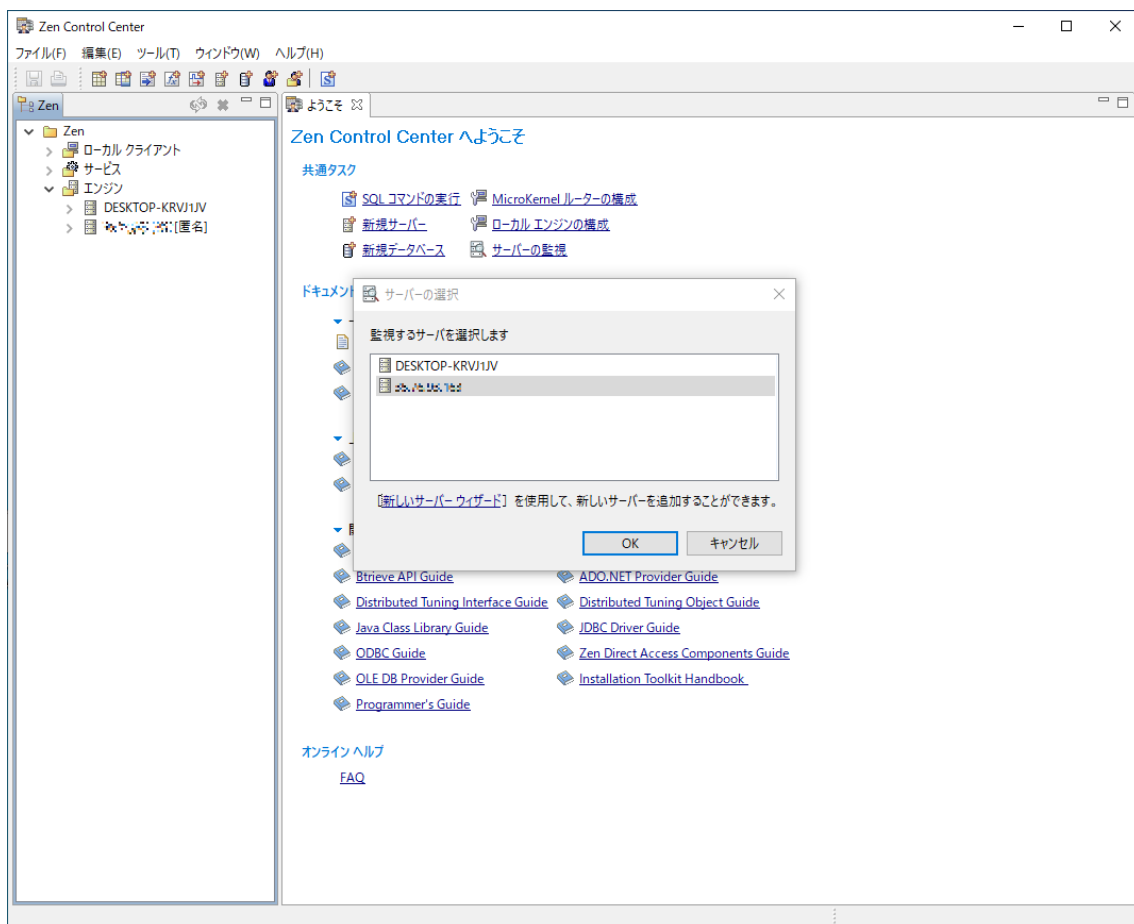 Zen Control Center
ファイル(F) 編集(E) ツール(T) ウィンドウ(W) ヘルプ(H)
Zen
ようこそ
Zen
ローカル クライアント
サービス
エンジン
DESKTOP-KRVJ1JV
[匿名]
Zen Control Center へようこそ
共通タスク
SQL コマンドの実行 MicroKernel ルーターの構成
新規サーバー ローカル エンジンの構成
新規データベース サーバーの監視
ドキュメント
サーバーの選択
監視するサーバを選択します
DESKTOP-KRVJ1JV
[新しいサーバー ウィザード] を使用して、新しいサーバーを追加することができます。
OK キャンセル
Btrieve API Guide ADO.NET Provider Guide
Distributed Tuning Interface Guide Distributed Tuning Object Guide
Java Class Library Guide JDBC Driver Guide
ODBC Guide Zen Direct Access Components Guide
OLE DB Provider Guide Installation Toolkit Handbook
Programmer's Guide
オンライン ヘルプ
FAQ